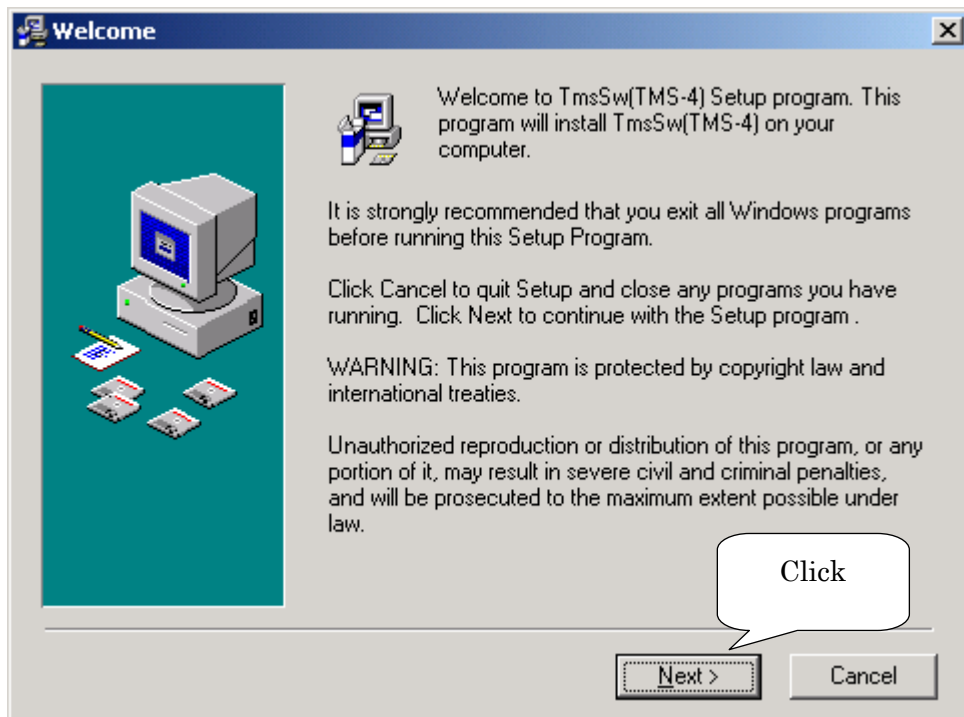 Welcome
Welcome to TmsSw(TMS-4) Setup program. This
program will install TmsSw(TMS-4) on your
computer.
It is strongly recommended that you exit all Windows programs
before running this Setup Program.
Click Cancel to quit Setup and close any programs you have
running.  Click Next to continue with the Setup program .
WARNING: This program is protected by copyright law and
international treaties.
Unauthorized reproduction or distribution of this program, or any
portion of it, may result in severe civil and criminal penalties,
and will be prosecuted to the maximum extent possible under
law.
Click
Next >
Cancel